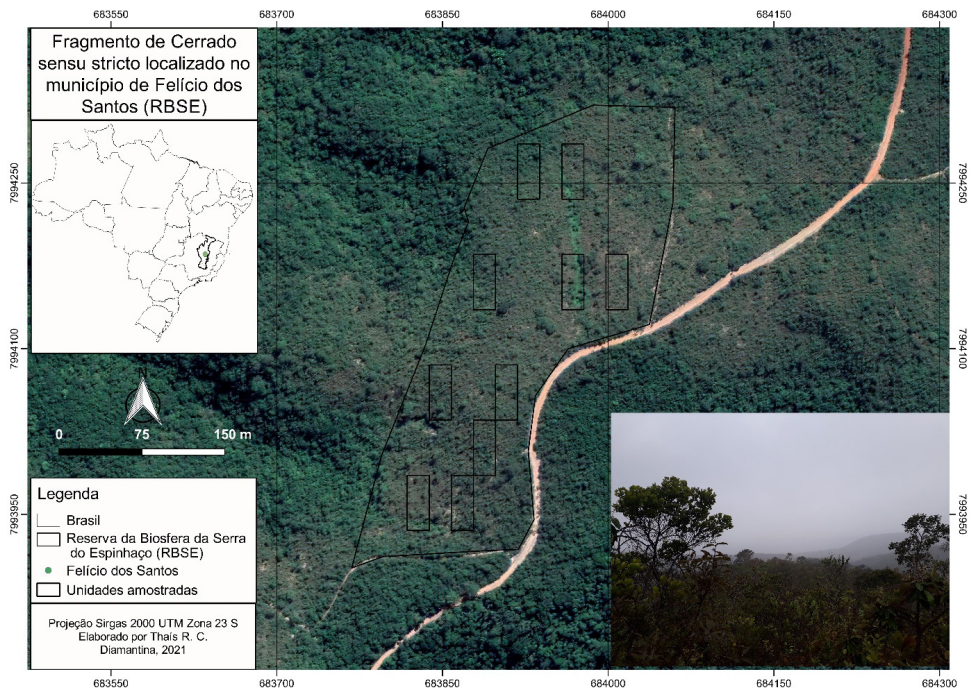 683550 683700 683850 684000 684150 684300
Fragmento de Cerrado
sensu stricto localizado no
município de Felício dos
Santos (RBSE)
7994250
7994250
7994100
7994100
N
0 75 150 m
7993950
7993950
Legenda
Brasil
Reserva da Biosfera da Serra
do Espinhaço (RBSE)
Felício dos Santos
Unidades amostradas
Projeção Sirgas 2000 UTM Zona 23 S
Elaborado por Thaís R. C.
Diamantina, 2021
683550 683700 683850 684000 684150 684300